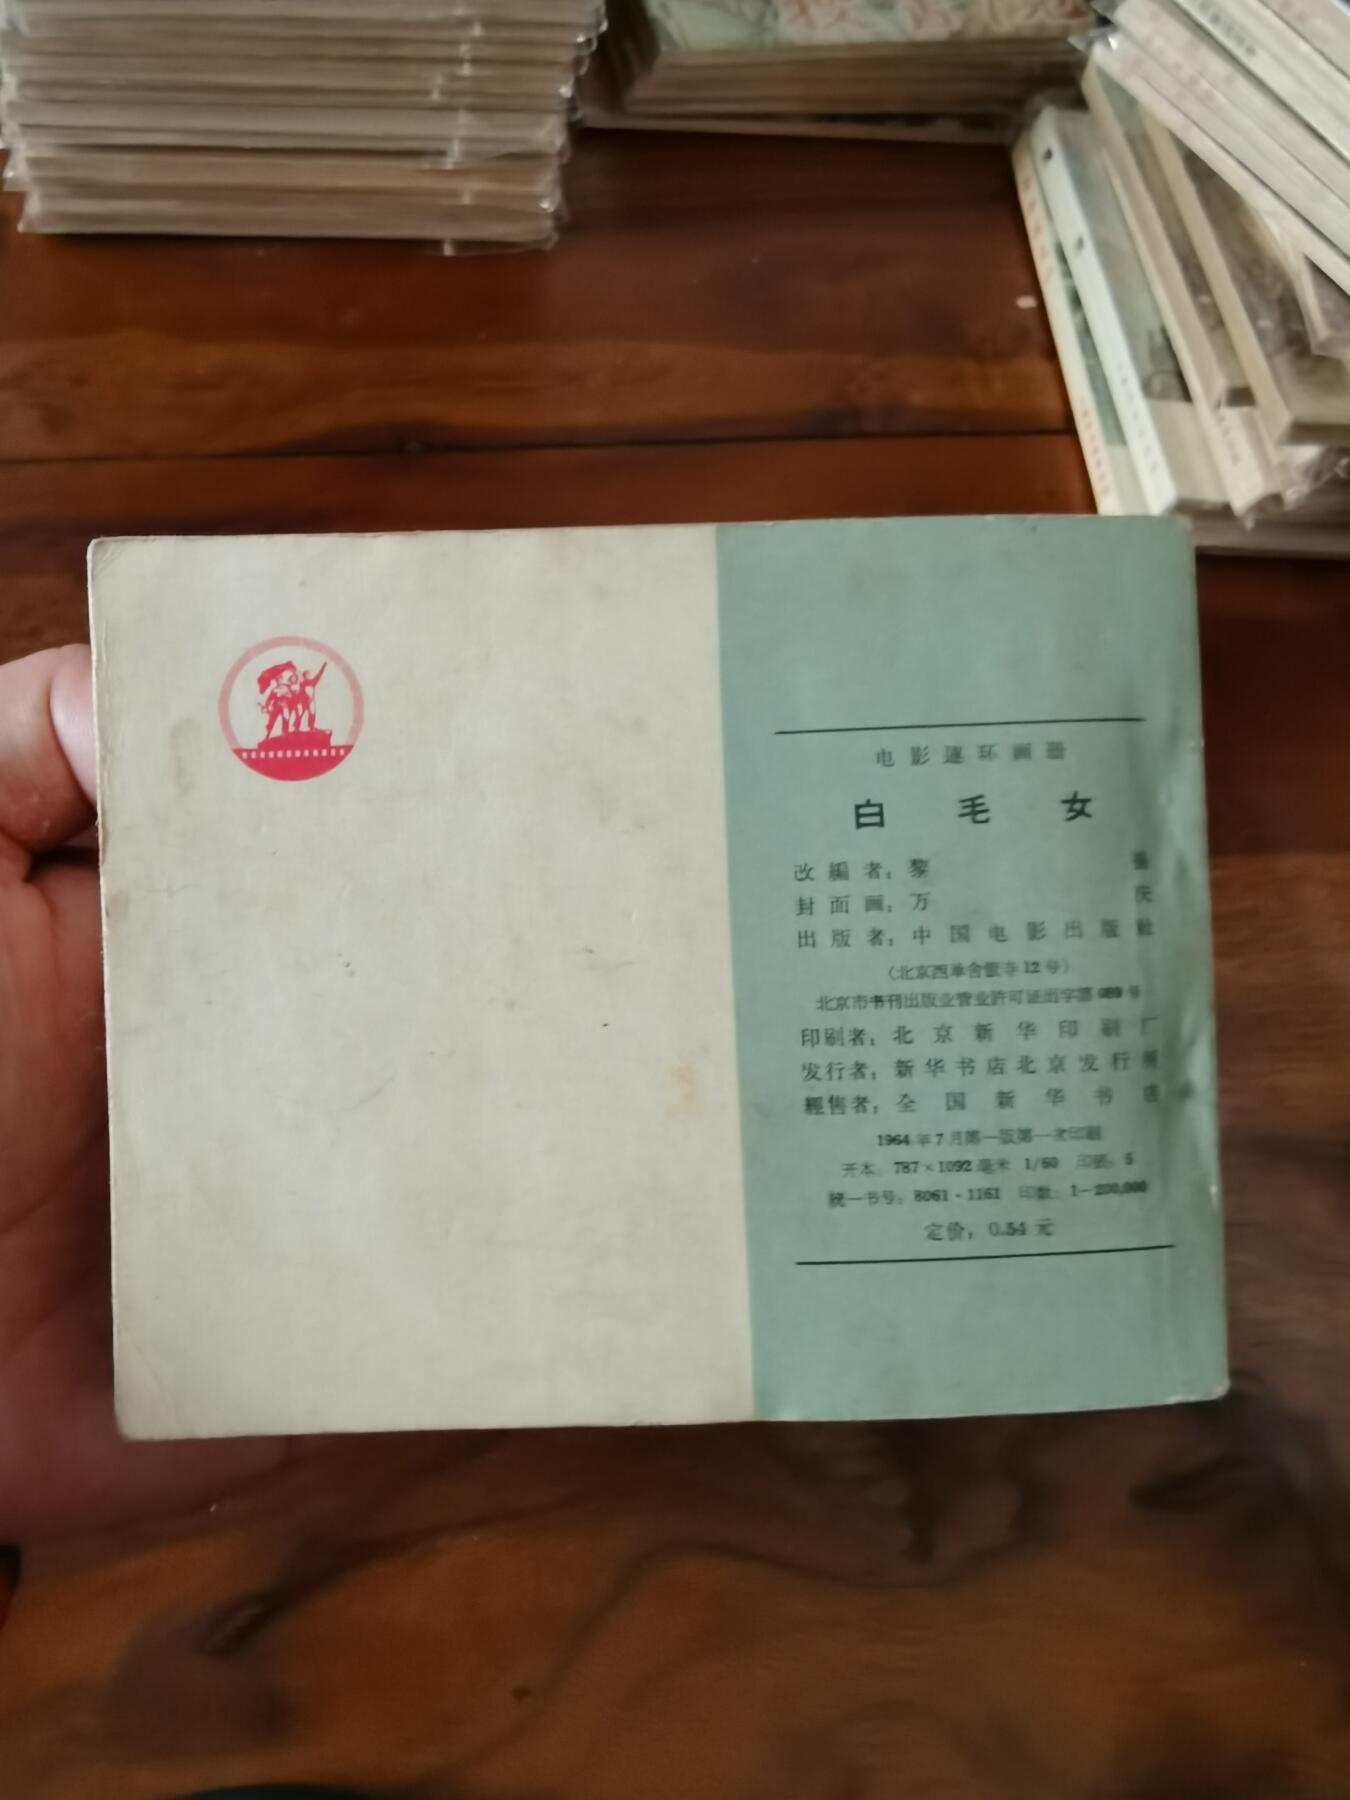 电影連环画册
白毛女
改編者：黎
封面画：万 庆
出版者：中国电影出版社
（北京西单舍飯寺12号）
北京市书刊出版业营业許可证出字第089号
印刷者：北京新华印刷厂
发行者：新华书店北京发行所
經售者：全国新华书店
1964年7月第一版第一次印刷
开本：787×1092毫米 1/60 印張：5
統一书号：8061·1161 印数：1—200,000
定价：0.54元